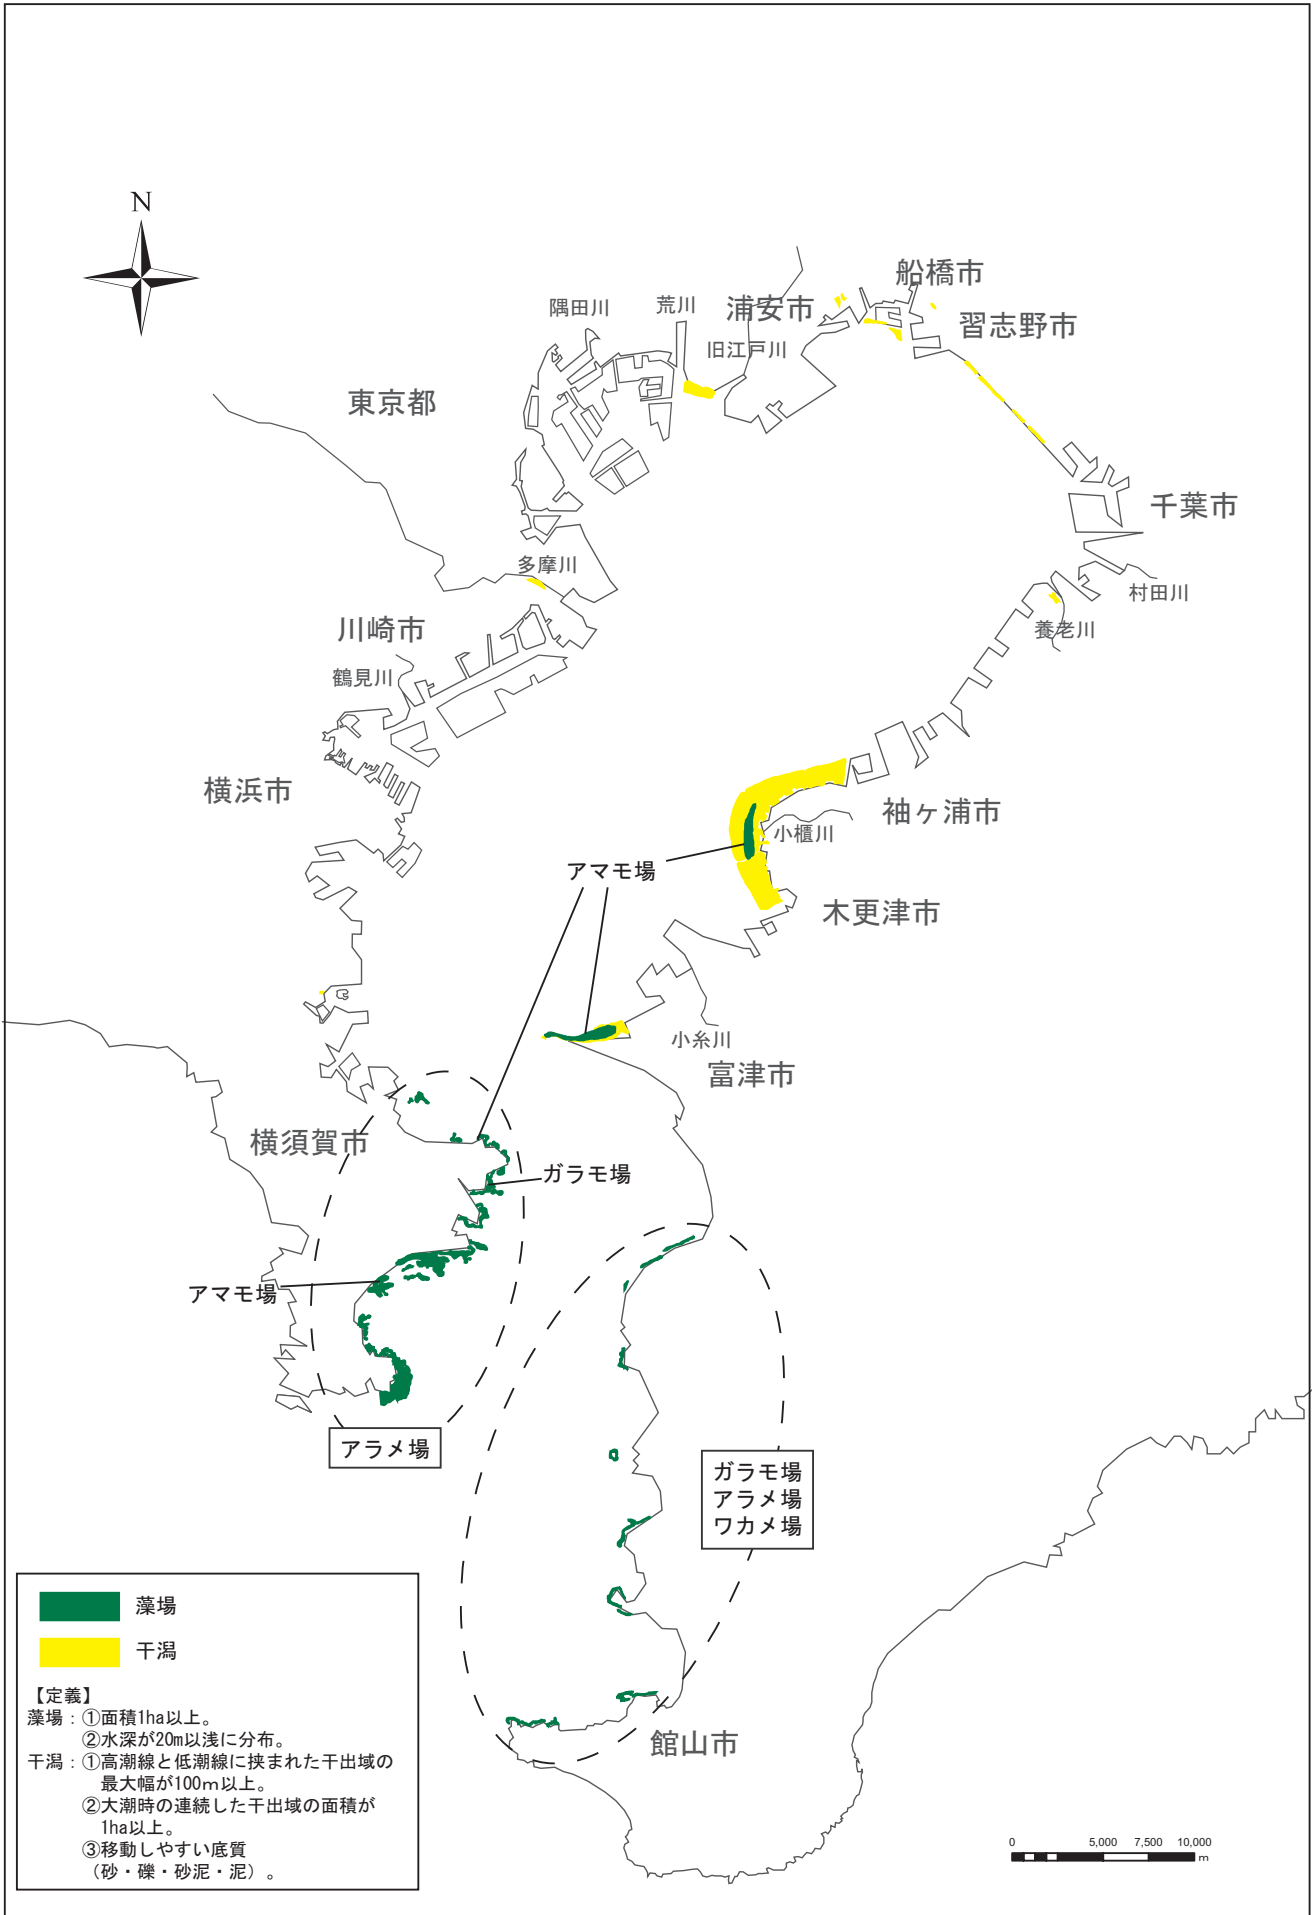 N
船橋市
隅田川
荒川
浦安市
習志野市
旧江戸川
東京都
千葉市
多摩川
村田川
川崎市
養老川
鶴見川
横浜市
袖ヶ浦市
小櫃川
アマモ場
木更津市
小糸川
富津市
横須賀市
ガラモ場
アマモ場
アラメ場
ガラモ場
アラメ場
ワカメ場
館山市
藻場
干潟
【定義】
藻場：①面積1ha以上。
②水深が20m以浅に分布。
干潟：①高潮線と低潮線に挟まれた干出域の
最大幅が100m以上。
②大潮時の連続した干出域の面積が
1ha以上。
③移動しやすい底質
（砂・礫・砂泥・泥）。
0 5,000 7,500 10,000
m